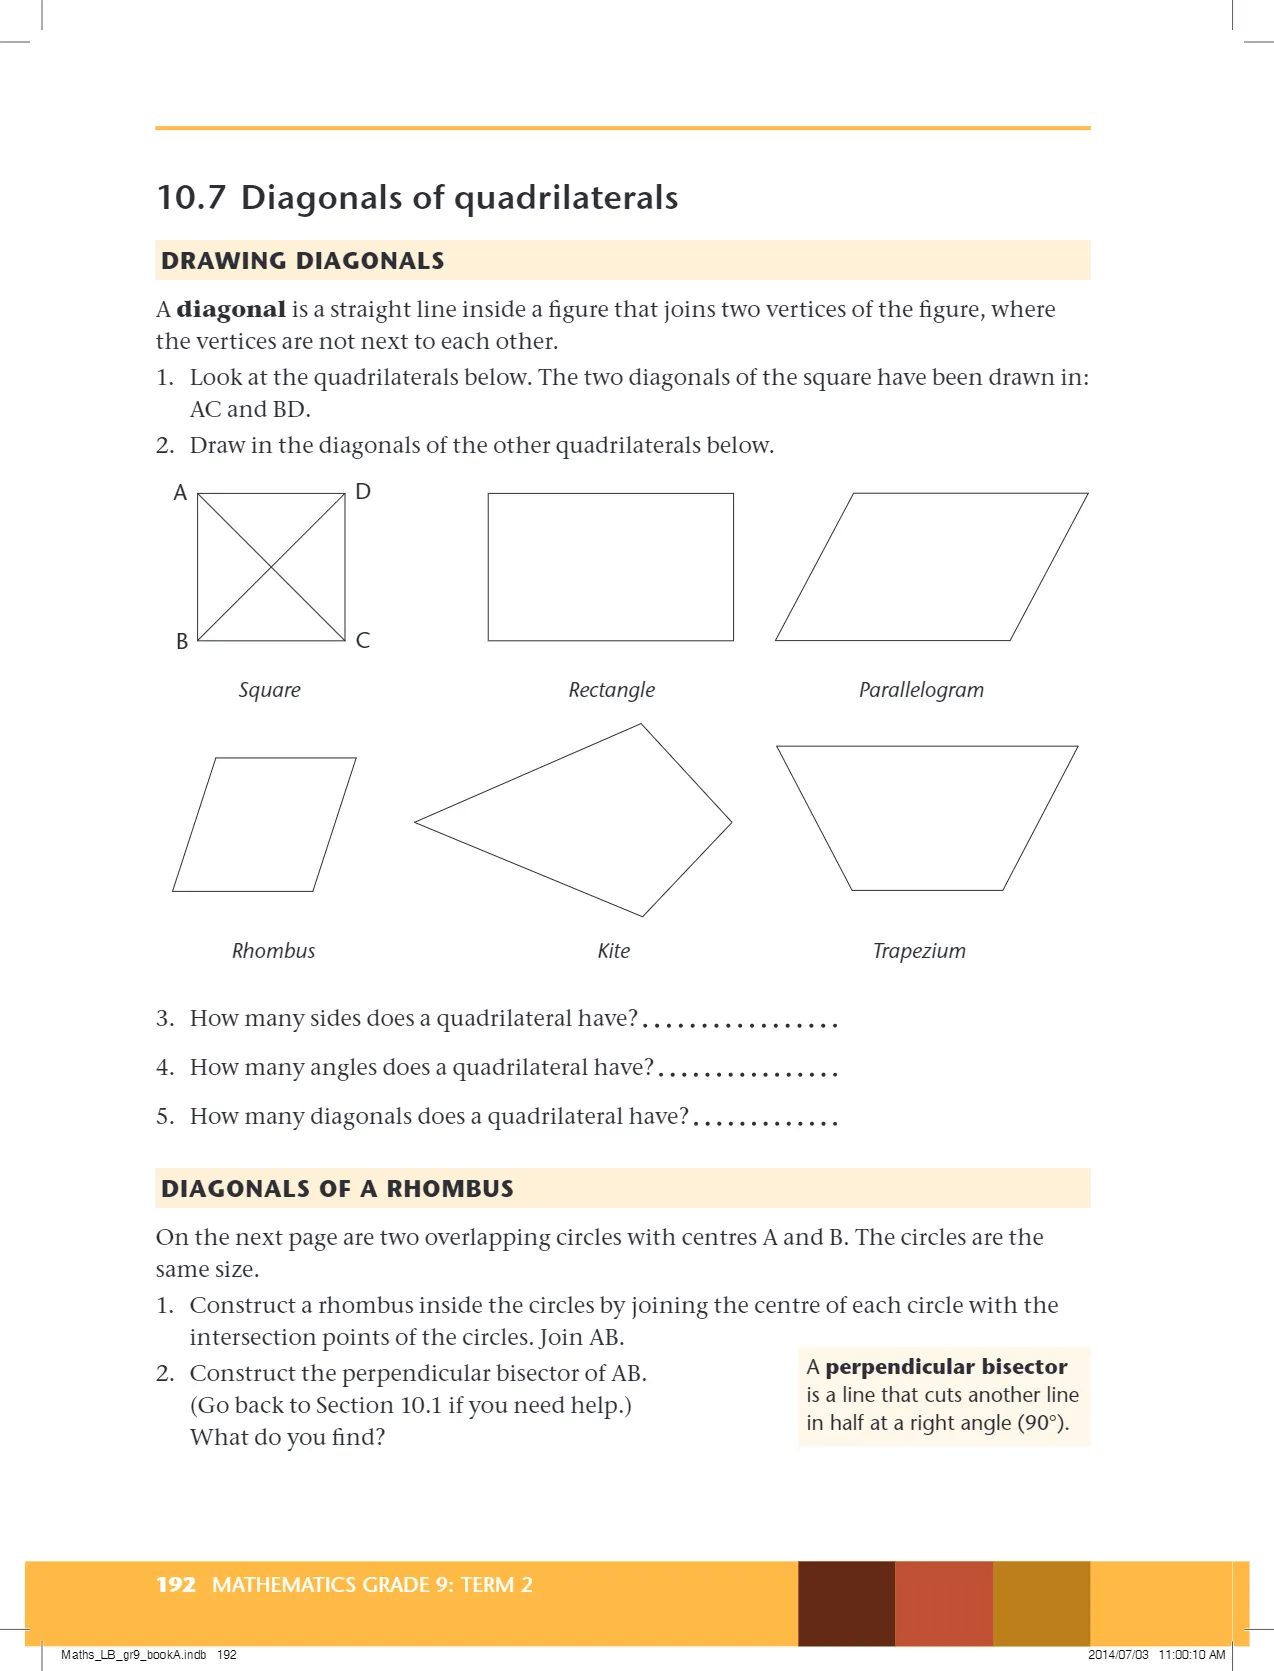 10.7 Diagonals of quadrilaterals
DRAWING DIAGONALS
A diagonal is a straight line inside a figure that joins two vertices of the figure, where
the vertices are not next to each other.
1. Look at the quadrilaterals below. The two diagonals of the square have been drawn in:
AC and BD.
2. Draw in the diagonals of the other quadrilaterals below.
A D
B C
Square Rectangle Parallelogram
Rhombus Kite Trapezium
3. How many sides does a quadrilateral have? . . . . . . . . . . . . . . . . .
4. How many angles does a quadrilateral have? . . . . . . . . . . . . . . . .
5. How many diagonals does a quadrilateral have? . . . . . . . . . . . . .
DIAGONALS OF A RHOMBUS
On the next page are two overlapping circles with centres A and B. The circles are the
same size.
1. Construct a rhombus inside the circles by joining the centre of each circle with the
intersection points of the circles. Join AB.
2. Construct the perpendicular bisector of AB.
(Go back to Section 10.1 if you need help.)
What do you find?
A perpendicular bisector
is a line that cuts another line
in half at a right angle (90°).
192 MATHEMATICS GRADE 9: TERM 2
Maths_LB_gr9_bookA.indb 192 2014/07/03 11:00:10 AM